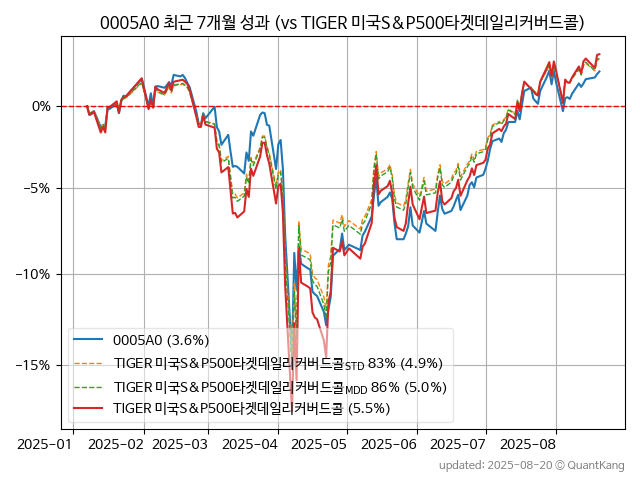 0005A0 최근 7개월 성과 (vs TIGER 미국S&P500타겟데일리커버드콜)
0%
−5%
−10%
−15%
0005A0 (3.6%)
TIGER 미국S&P500타겟데일리커버드콜STD 83% (4.9%)
TIGER 미국S&P500타겟데일리커버드콜MDD 86% (5.0%)
TIGER 미국S&P500타겟데일리커버드콜 (5.5%)
2025-01 2025-02 2025-03 2025-04 2025-05 2025-06 2025-07 2025-08
updated: 2025-08-20 © QuantKang